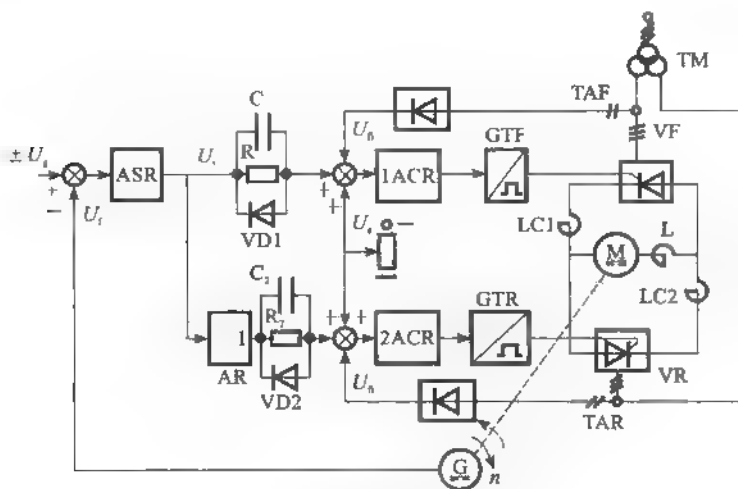 TM
TAF
C
U
GTF
VF
± U
R
ASR
U
1ACR
+
−
U
+
+
VD1
U
−
LC1
L
M
LC2
C
R
+
+
GTR
1
2ACR
AR
VD2
U
VR
TAR
G
n